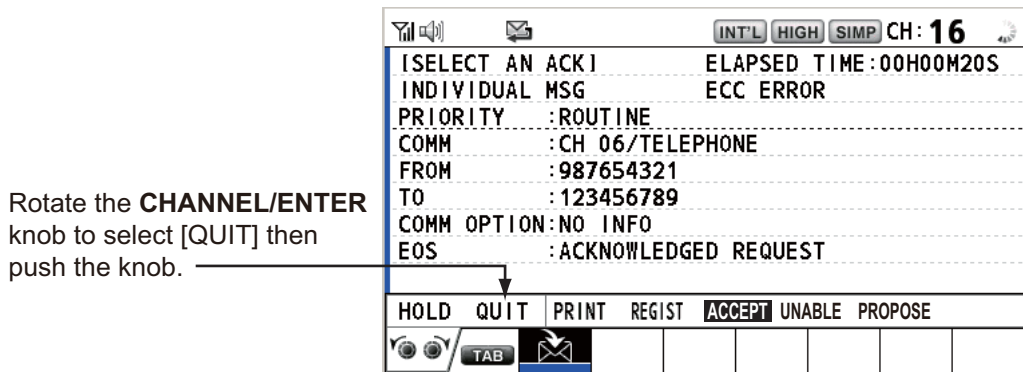 INT'L HIGH SIMP CH: 16
[SELECT AN ACK] ELAPSED TIME:00H00M20S
INDIVIDUAL MSG ECC ERROR
PRIORITY :ROUTINE
COMM :CH 06/TELEPHONE
FROM :987654321
TO :123456789
COMM OPTION:NO INFO
EOS :ACKNOWLEDGED REQUEST
Rotate the CHANNEL/ENTER
knob to select [QUIT] then
push the knob.
HOLD QUIT PRINT REGIST ACCEPT UNABLE PROPOSE
TAB